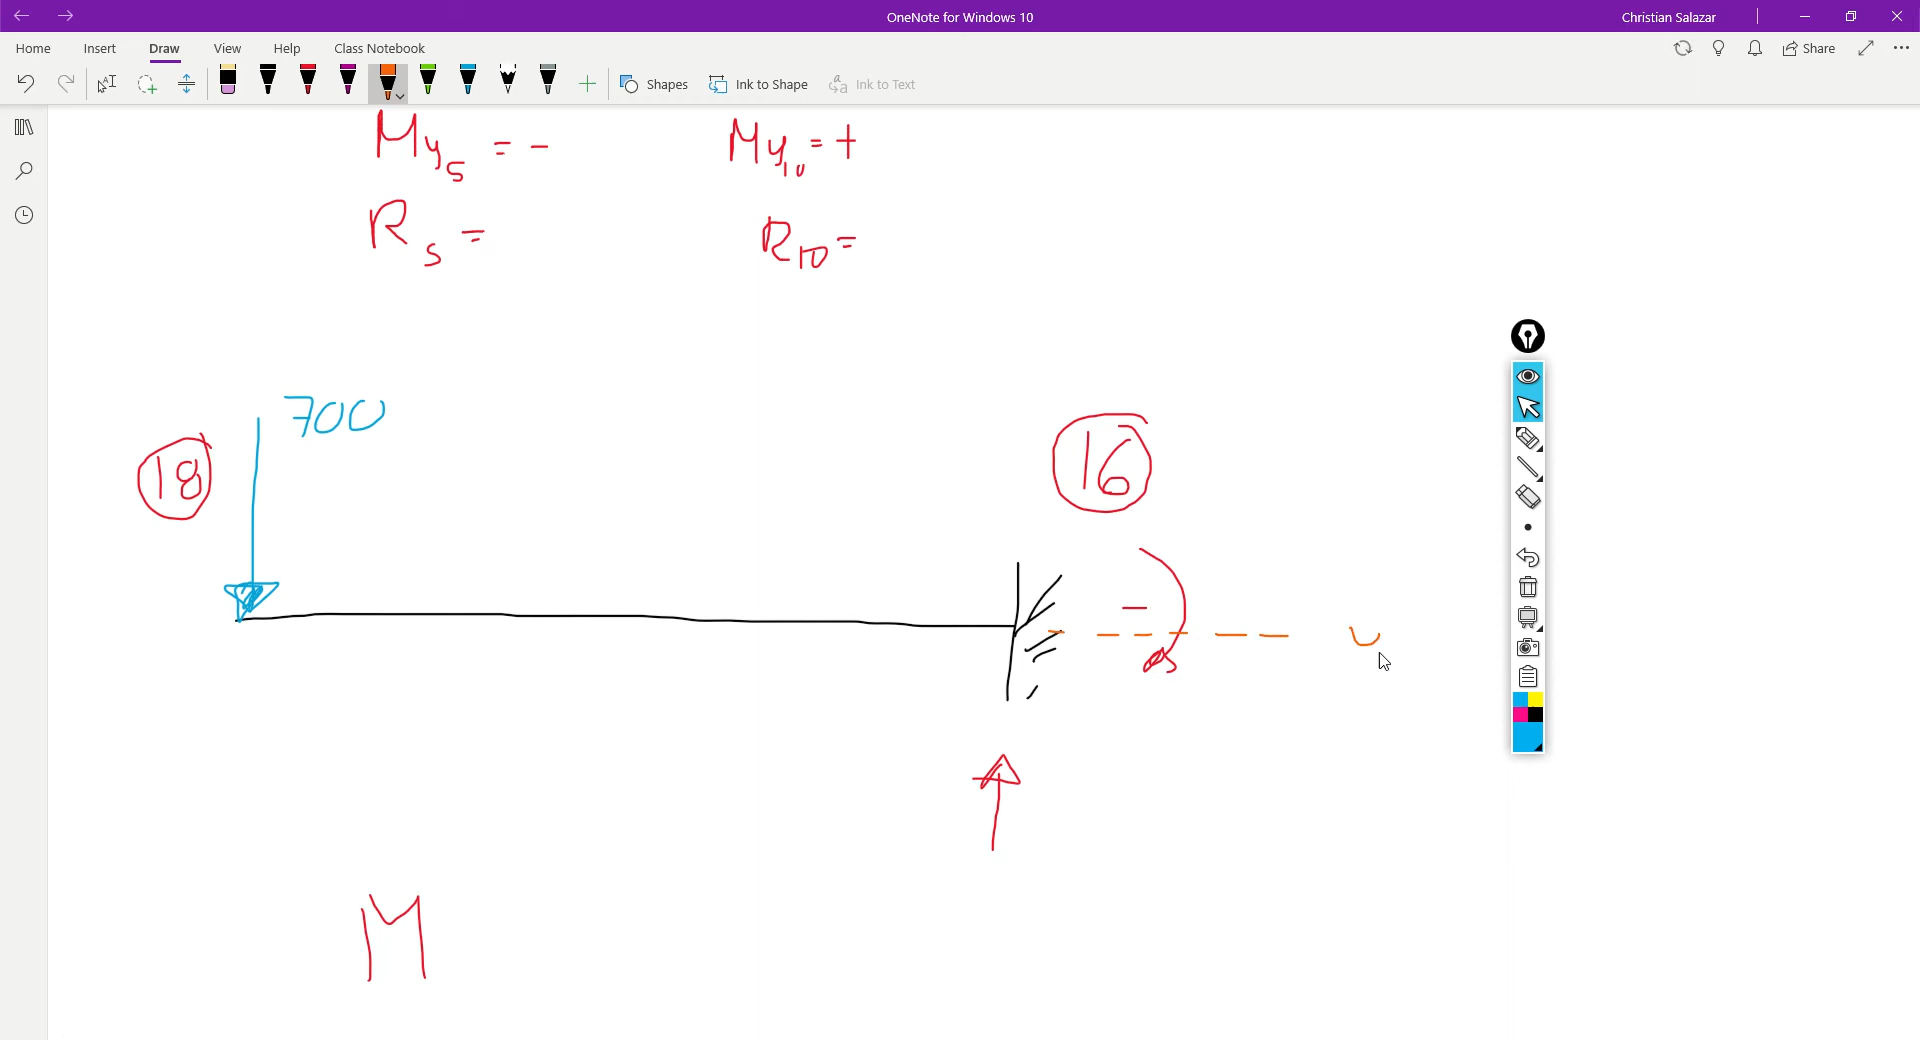 OneNote for Windows 10
Christian Salazar
Home Insert Draw View Help Class Notebook
Share
Shapes Ink to Shape Ink to Text
My5 = - My10 = +
R5 = R10 =
700
18 16
-
M